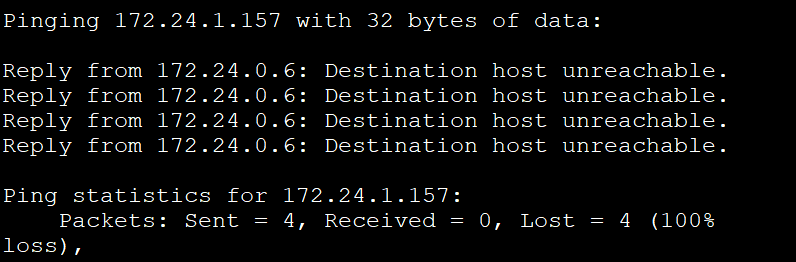 Pinging 172.24.1.157 with 32 bytes of data:
Reply from 172.24.0.6: Destination host unreachable.
Reply from 172.24.0.6: Destination host unreachable.
Reply from 172.24.0.6: Destination host unreachable.
Reply from 172.24.0.6: Destination host unreachable.
Ping statistics for 172.24.1.157:
Packets: Sent = 4, Received = 0, Lost = 4 (100%
loss),